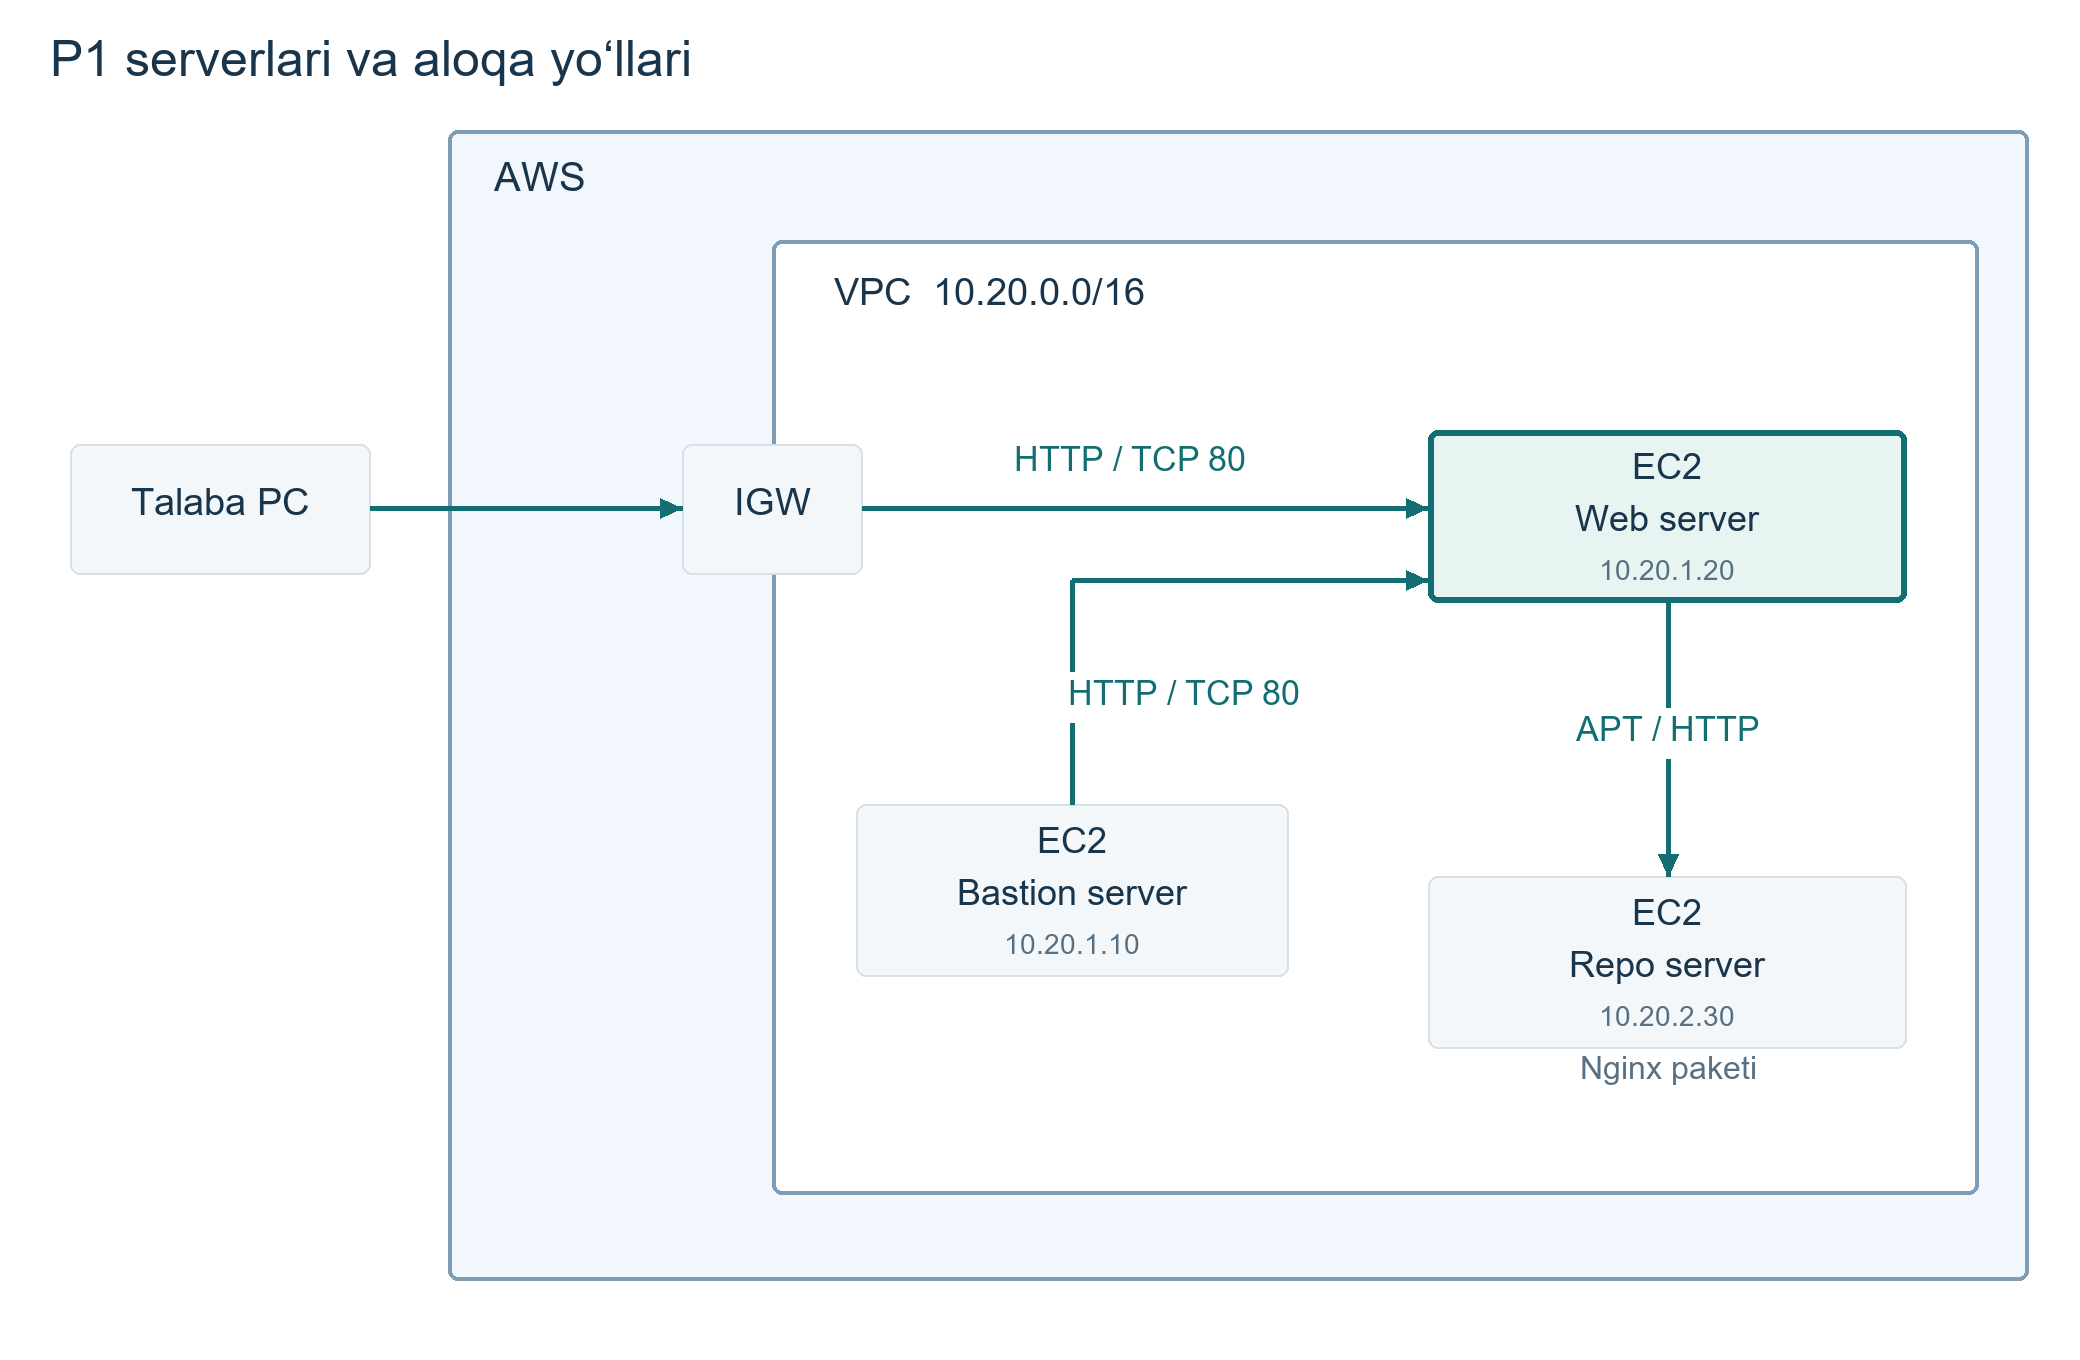 P1 serverlari va aloqa yo‘llari
AWS
VPC  10.20.0.0/16
Talaba PC
IGW
HTTP / TCP 80
EC2
Web server
10.20.1.20
HTTP / TCP 80
APT / HTTP
EC2
Bastion server
10.20.1.10
EC2
Repo server
10.20.2.30
Nginx paketi